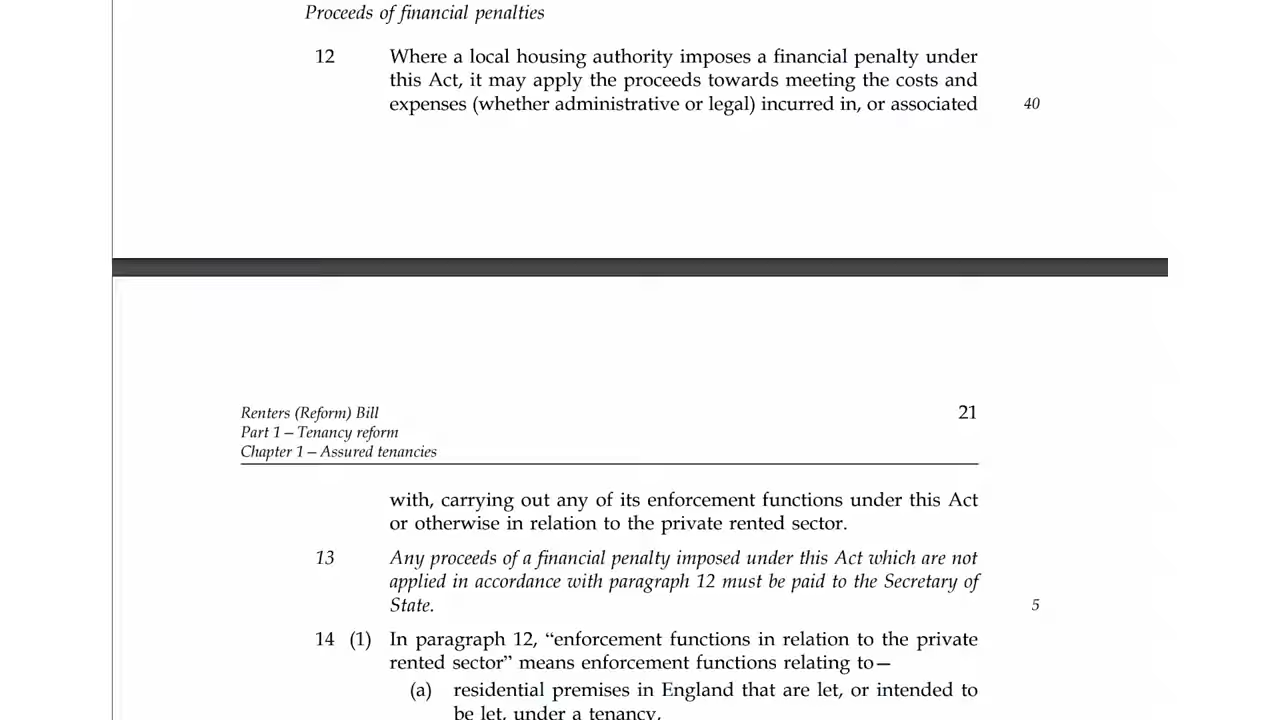 Proceeds of financial penalties
12 Where a local housing authority imposes a financial penalty under
this Act, it may apply the proceeds towards meeting the costs and
expenses (whether administrative or legal) incurred in, or associated 40
Renters (Reform) Bill 21
Part 1 — Tenancy reform
Chapter 1 — Assured tenancies
with, carrying out any of its enforcement functions under this Act
or otherwise in relation to the private rented sector.
13 Any proceeds of a financial penalty imposed under this Act which are not
applied in accordance with paragraph 12 must be paid to the Secretary of
State. 5
14 (1) In paragraph 12, “enforcement functions in relation to the private
rented sector” means enforcement functions relating to—
(a) residential premises in England that are let, or intended to
be let, under a tenancy,